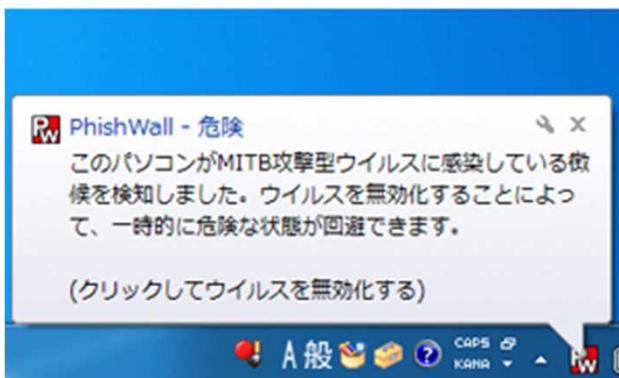 PhishWall - 危険
このパソコンがMITB攻撃型ウイルスに感染している徴
候を検知しました。ウイルスを無効化することによっ
て、一時的に危険な状態が回避できます。
(クリックしてウイルスを無効化する)
A 般 CAPS
KANA
PW